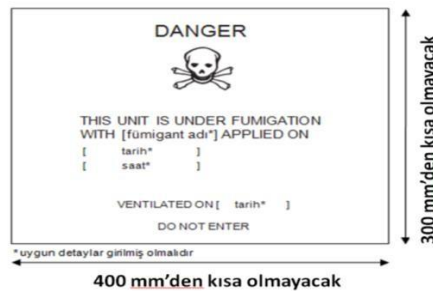 DANGER
THIS UNIT IS UNDER FUMIGATION
WITH [fümigant adı*] APPLIED ON
[ tarih* ]
[ saat* ]
VENTILATED ON [ tarih* ]
DO NOT ENTER
*uygun detaylar girilmiş olmalıdır
400 mm’den kısa olmayacak
300 mm’den kısa olmayacak